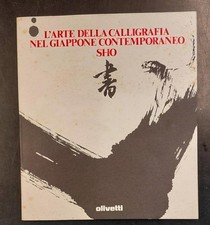 L'ARTE DELLA CALLIGRAFIA
NEL GIAPPONE CONTEMPORANEO
SHO
書
olivetti